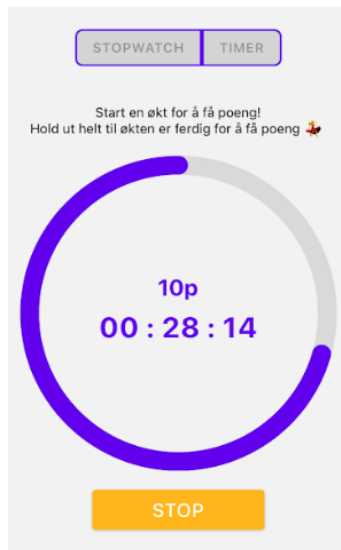 STOPWATCH TIMER
Start en økt for å få poeng!
Hold ut helt til økten er ferdig for å få poeng
10p
00 : 28 : 14
STOP